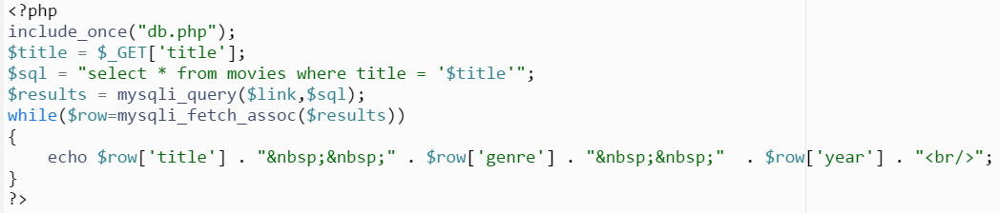 <?php
include_once("db.php");
$title = $_GET['title'];
$sql = "select * from movies where title = '$title'";
$results = mysqli_query($link,$sql);
while($row=mysqli_fetch_assoc($results))
{
    echo $row['title'] . "&nbsp;&nbsp;" . $row['genre'] . "&nbsp;&nbsp;"  . $row['year'] . "<br/>";
}
?>